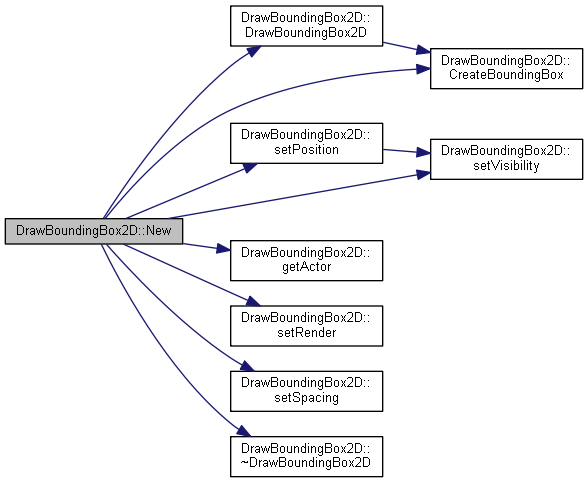 DrawBoundingBox2D::
DrawBoundingBox2D
DrawBoundingBox2D::
CreateBoundingBox
DrawBoundingBox2D::
setPosition
DrawBoundingBox2D::
setVisibility
DrawBoundingBox2D::New
DrawBoundingBox2D::
getActor
DrawBoundingBox2D::
setRender
DrawBoundingBox2D::
setSpacing
DrawBoundingBox2D::
~DrawBoundingBox2D